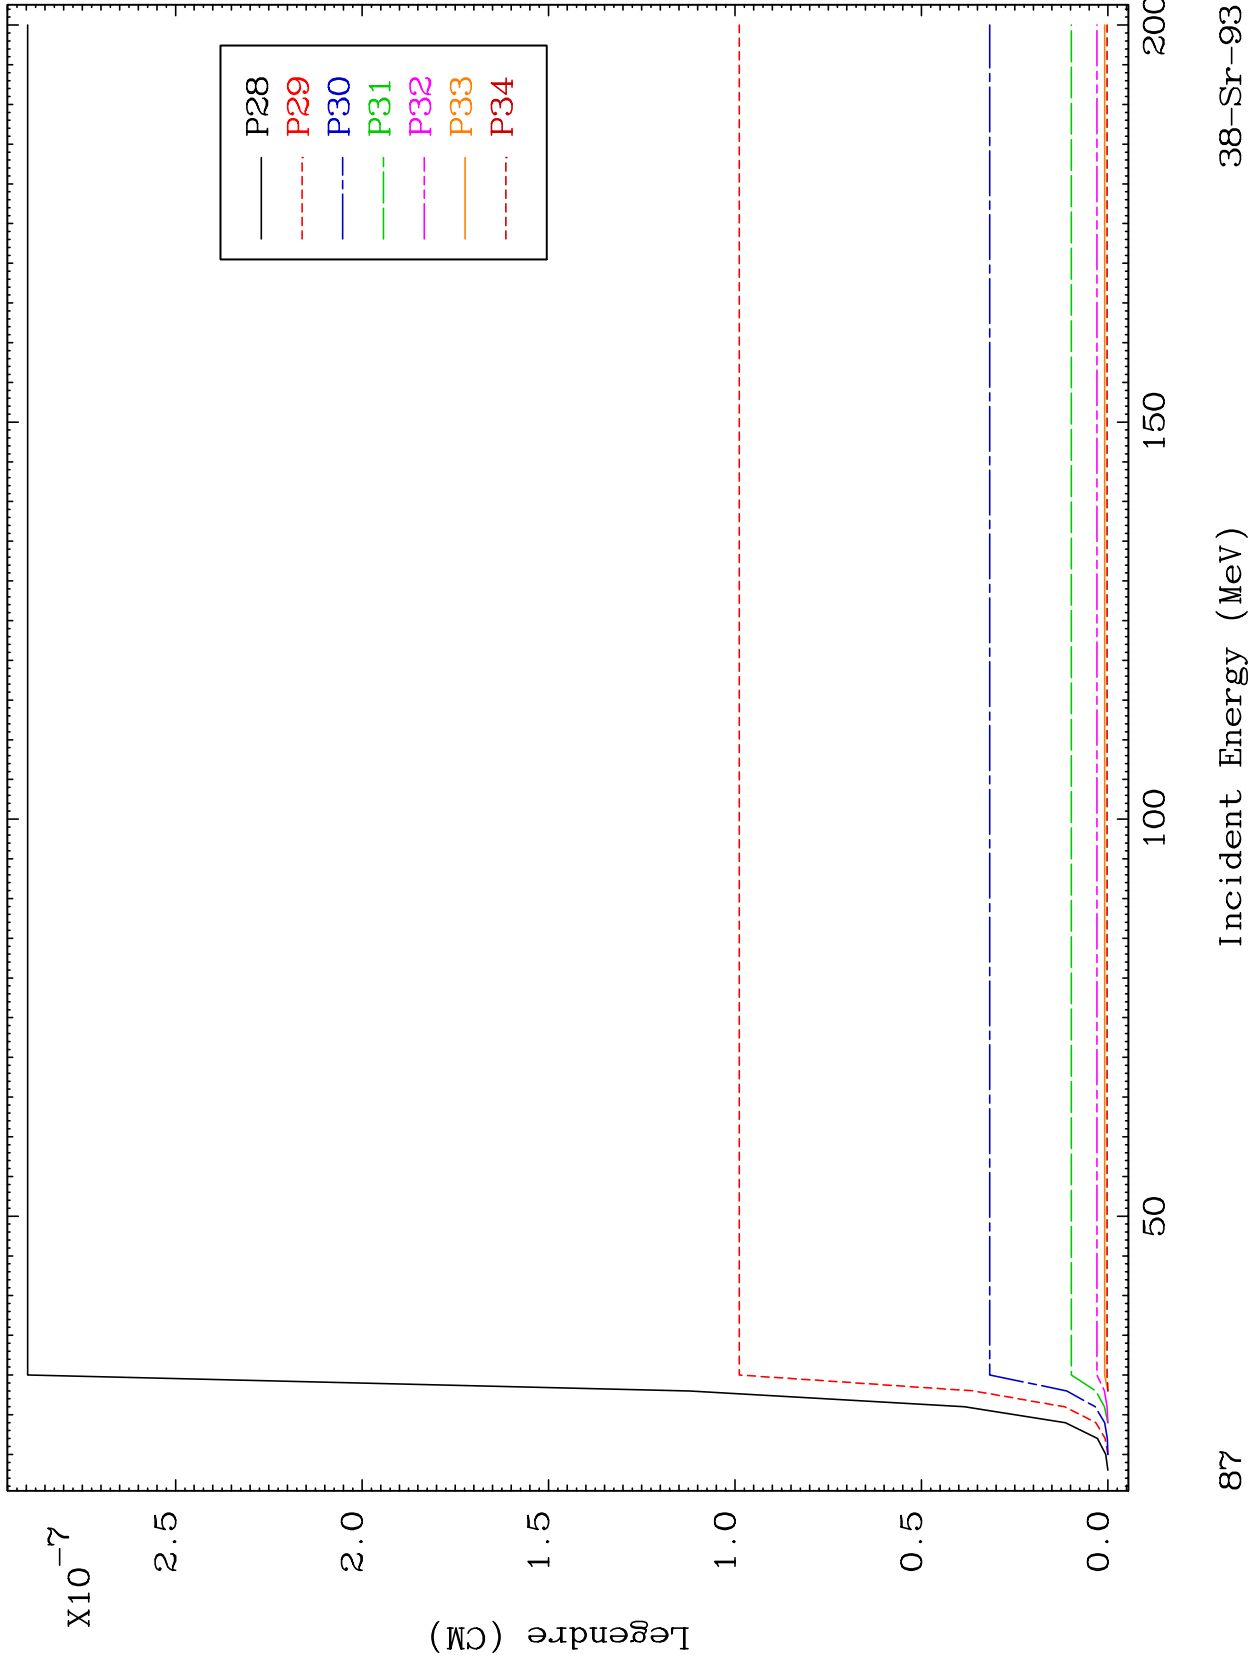 X10-7
2.5
2.0
1.5
1.0
0.5
0.0
Legendre (CM)
P28
P29
P30
P31
P32
P33
P34
50
100
150
200
Incident Energy (MeV)
87
38-Sr-93